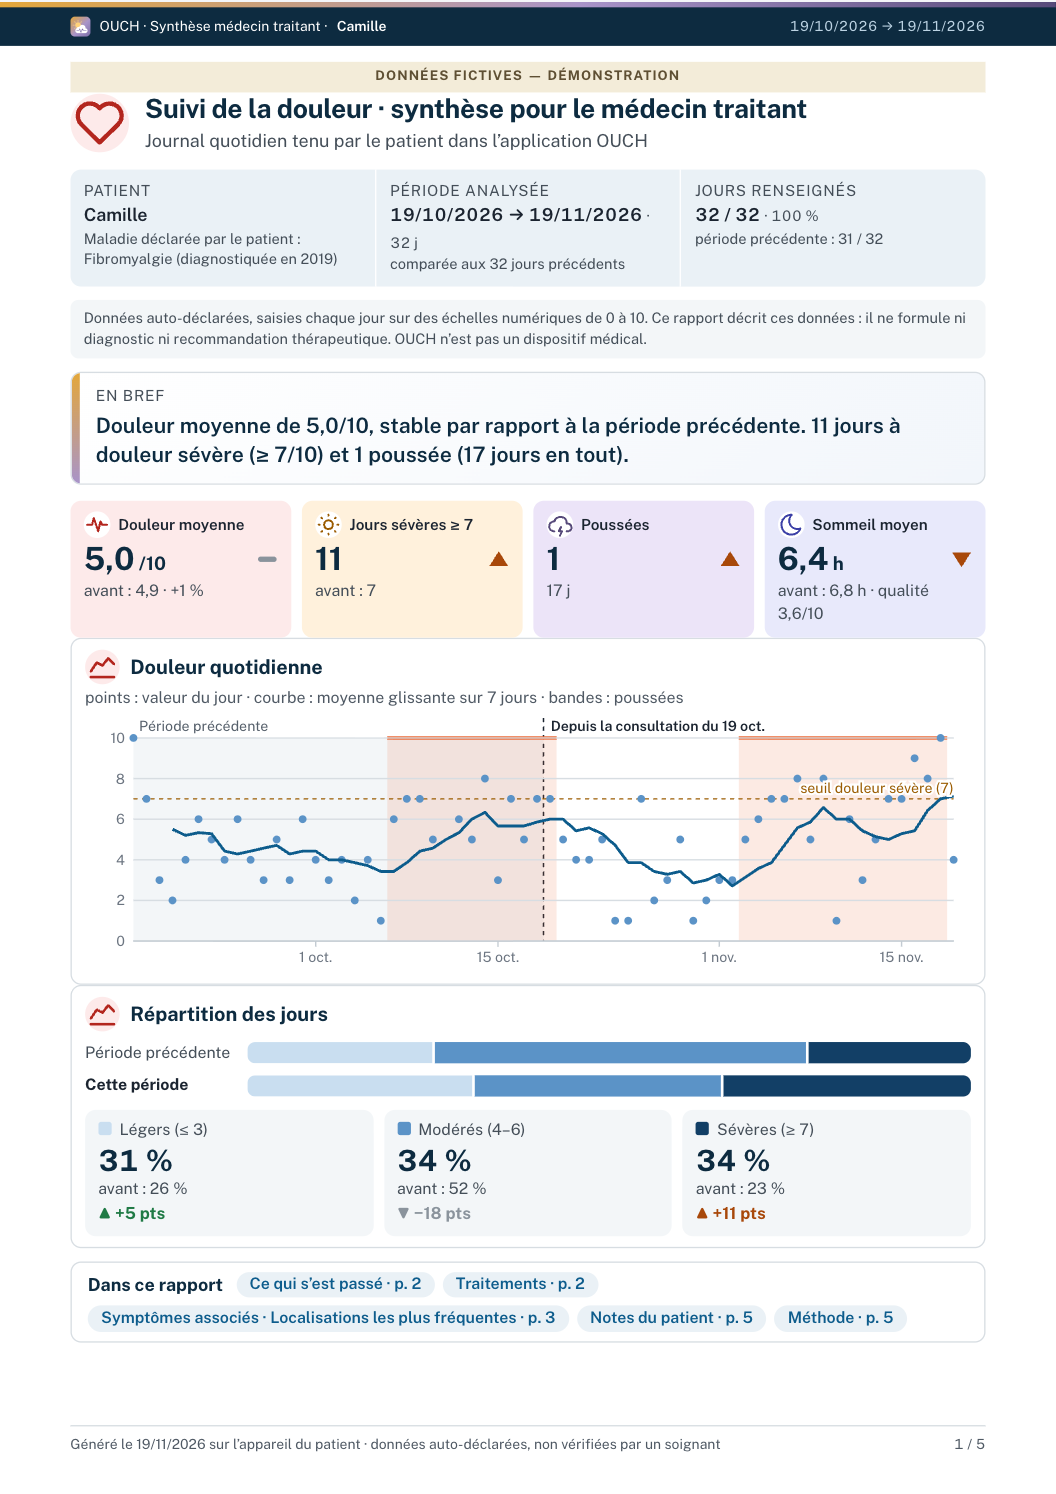 OUCH · Synthèse médecin traitant · Camille
19/10/2026 → 19/11/2026
DONNÉES FICTIVES — DÉMONSTRATION
Suivi de la douleur · synthèse pour le médecin traitant
Journal quotidien tenu par le patient dans l’application OUCH
PATIENT
Camille
Maladie déclarée par le patient :
Fibromyalgie (diagnostiquée en 2019)
PÉRIODE ANALYSÉE
19/10/2026 → 19/11/2026 ·
32 j
comparée aux 32 jours précédents
JOURS RENSEIGNÉS
32 / 32 · 100 %
période précédente : 31 / 32
Données auto-déclarées, saisies chaque jour sur des échelles numériques de 0 à 10. Ce rapport décrit ces données : il ne formule ni
diagnostic ni recommandation thérapeutique. OUCH n’est pas un dispositif médical.
EN BREF
Douleur moyenne de 5,0/10, stable par rapport à la période précédente. 11 jours à
douleur sévère (≥ 7/10) et 1 poussée (17 jours en tout).
Douleur moyenne
5,0 /10
avant : 4,9 · +1 %
Jours sévères ≥ 7
11
avant : 7
Poussées
1
17 j
Sommeil moyen
6,4 h
avant : 6,8 h · qualité
3,6/10
Douleur quotidienne
points : valeur du jour · courbe : moyenne glissante sur 7 jours · bandes : poussées
Période précédente
Depuis la consultation du 19 oct.
10
8
seuil douleur sévère (7)
6
4
2
0
1 oct.
15 oct.
1 nov.
15 nov.
Répartition des jours
Période précédente
Cette période
Légers (≤ 3)
31 %
avant : 26 %
▲ +5 pts
Modérés (4–6)
34 %
avant : 52 %
▼ −18 pts
Sévères (≥ 7)
34 %
avant : 23 %
▲ +11 pts
Dans ce rapport
Ce qui s’est passé · p. 2
Traitements · p. 2
Symptômes associés · Localisations les plus fréquentes · p. 3
Notes du patient · p. 5
Méthode · p. 5
Généré le 19/11/2026 sur l’appareil du patient · données auto-déclarées, non vérifiées par un soignant
1 / 5